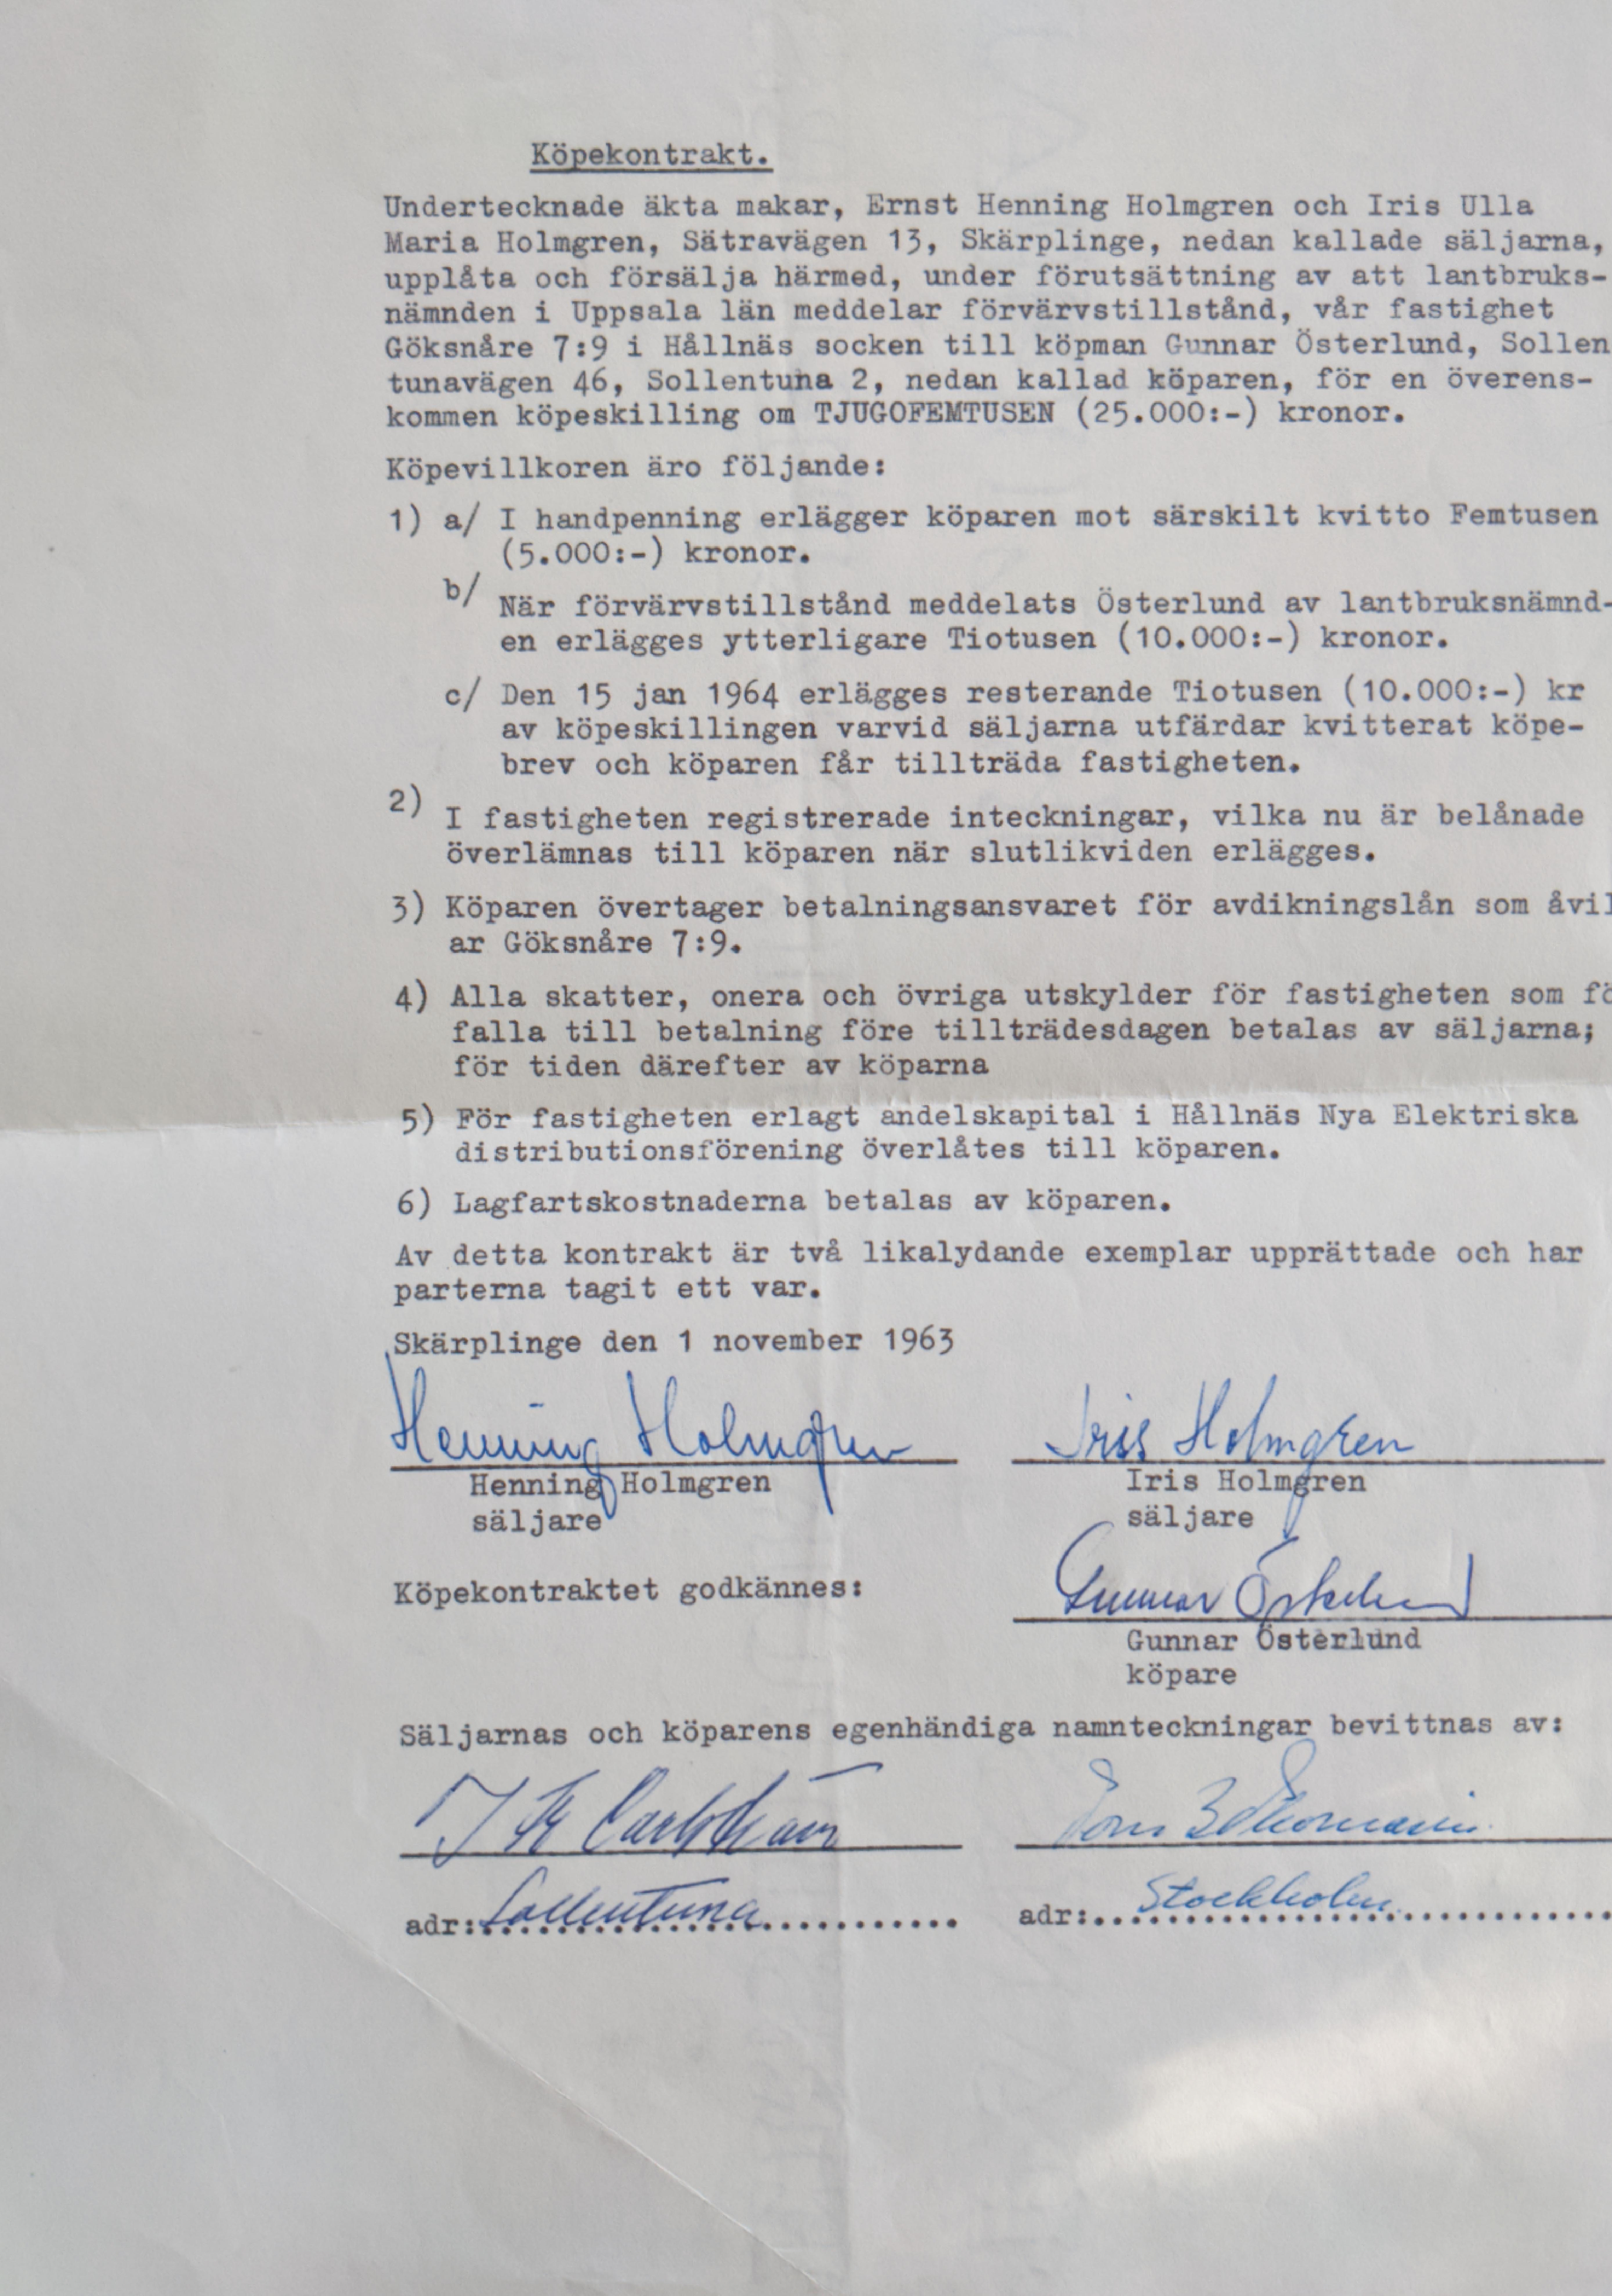 Köpekontrakt.
Undertecknade äkta makar, Ernst Henning Holmgren och Iris Ulla
Maria Holmgren, Sätravägen 13, Skärplinge, nedan kallade säljarna,
upplåta och försälja härmed, under förutsättning av att lantbruks-
nämnden i Uppsala län meddelar förvärvstillstånd, vår fastighet
Göksnåre 7:9 i Hållnäs socken till köpman Gunnar Österlund, Sollen
tunavägen 46, Sollentuna 2, nedan kallad köparen, för en överens-
kommen köpeskilling om TJUGOFEMTUSEN (25.000:-) kronor.
Köpevillkoren äro följande:
1) a/ I handpenning erlägger köparen mot särskilt kvitto Femtusen
(5.000:-) kronor.
b/ När förvärvstillstånd meddelats Österlund av lantbruksnämnd-
en erlägges ytterligare Tiotusen (10.000:-) kronor.
c/ Den 15 jan 1964 erlägges resterande Tiotusen (10.000:-) kr
av köpeskillingen varvid säljarna utfärdar kvitterat köpe-
brev och köparen får tillträda fastigheten.
2) I fastigheten registrerade inteckningar, vilka nu är belånade
överlämnas till köparen när slutlikviden erlägges.
3) Köparen övertager betalningsansvaret för avdikningslån som åvil
ar Göksnåre 7:9.
4) Alla skatter, onera och övriga utskylder för fastigheten som fö
falla till betalning före tillträdesdagen betalas av säljarna;
för tiden därefter av köparna
5) För fastigheten erlagt andelskapital i Hållnäs Nya Elektriska
distributionsförening överlåtes till köparen.
6) Lagfartskostnaderna betalas av köparen.
Av detta kontrakt är två likalydande exemplar upprättade och har
parterna tagit ett var.
Skärplinge den 1 november 1963
Henning Holmgren Iris Holmgren
Henning Holmgren Iris Holmgren
säljare säljare
Gunnar Österlund
Köpekontraktet godkännes:
Gunnar Österlund
köpare
Säljarnas och köparens egenhändiga namnteckningar bevittnas av:
adr: Sollentuna adr: Stockholm